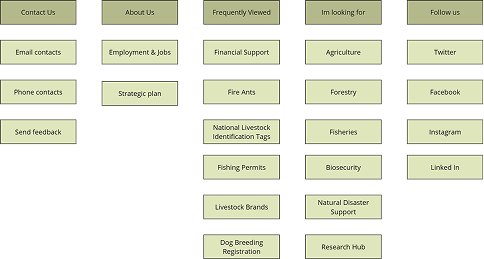 Contact Us
About Us
Frequently Viewed
Im looking for
Follow us
Email contacts
Employment & Jobs
Financial Support
Agriculture
Twitter
Phone contacts
Strategic plan
Fire Ants
Forestry
Facebook
Send feedback
National Livestock
Identification Tags
Fisheries
Instagram
Fishing Permits
Biosecurity
Linked In
Livestock Brands
Natural Disaster
Support
Dog Breeding
Registration
Research Hub